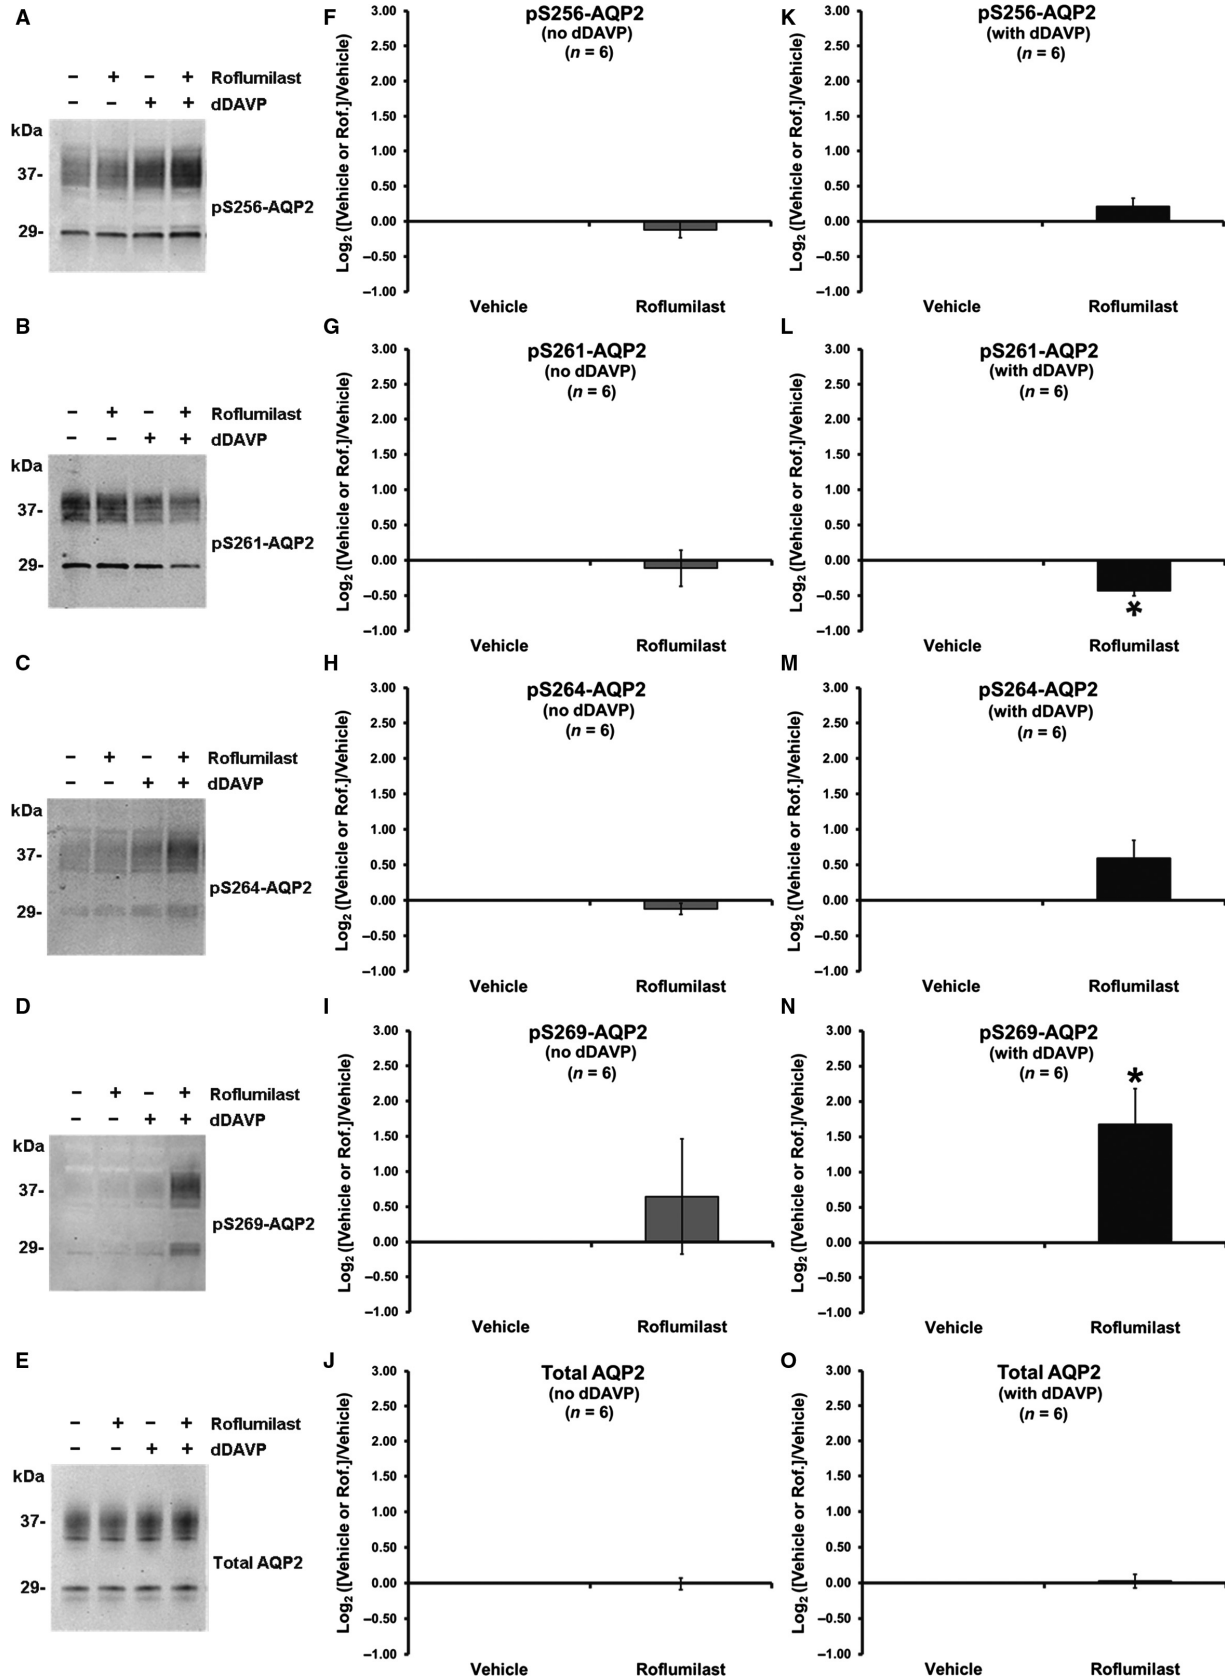 A
− + − + Roflumilast
− − + + dDAVP
kDa
37-
pS256-AQP2
29-
F
pS256-AQP2
(no dDAVP)
(n = 6)
Log2 ([Vehicle or Rof.]/Vehicle)
3.00
2.50
2.00
1.50
1.00
0.50
0.00
−0.50
−1.00
Vehicle Roflumilast
K
pS256-AQP2
(with dDAVP)
(n = 6)
Log2 ([Vehicle or Rof.]/Vehicle)
3.00
2.50
2.00
1.50
1.00
0.50
0.00
−0.50
−1.00
Vehicle Roflumilast
B
− + − + Roflumilast
− − + + dDAVP
kDa
37-
pS261-AQP2
29-
G
pS261-AQP2
(no dDAVP)
(n = 6)
Log2 ([Vehicle or Rof.]/Vehicle)
3.00
2.50
2.00
1.50
1.00
0.50
0.00
−0.50
−1.00
Vehicle Roflumilast
L
pS261-AQP2
(with dDAVP)
(n = 6)
Log2 ([Vehicle or Rof.]/Vehicle)
3.00
2.50
2.00
1.50
1.00
0.50
0.00
−0.50
−1.00
*
Vehicle Roflumilast
C
− + − + Roflumilast
− − + + dDAVP
kDa
37-
pS264-AQP2
29-
H
pS264-AQP2
(no dDAVP)
(n = 6)
Log2 ([Vehicle or Rof.]/Vehicle)
3.00
2.50
2.00
1.50
1.00
0.50
0.00
−0.50
−1.00
Vehicle Roflumilast
M
pS264-AQP2
(with dDAVP)
(n = 6)
Log2 ([Vehicle or Rof.]/Vehicle)
3.00
2.50
2.00
1.50
1.00
0.50
0.00
−0.50
−1.00
Vehicle Roflumilast
D
− + − + Roflumilast
− − + + dDAVP
kDa
37-
pS269-AQP2
29-
I
pS269-AQP2
(no dDAVP)
(n = 6)
Log2 ([Vehicle or Rof.]/Vehicle)
3.00
2.50
2.00
1.50
1.00
0.50
0.00
−0.50
−1.00
Vehicle Roflumilast
N
pS269-AQP2
(with dDAVP)
(n = 6)
*
Log2 ([Vehicle or Rof.]/Vehicle)
3.00
2.50
2.00
1.50
1.00
0.50
0.00
−0.50
−1.00
Vehicle Roflumilast
E
− + − + Roflumilast
− − + + dDAVP
kDa
37-
Total AQP2
29-
J
Total AQP2
(no dDAVP)
(n = 6)
Log2 ([Vehicle or Rof.]/Vehicle)
3.00
2.50
2.00
1.50
1.00
0.50
0.00
−0.50
−1.00
Vehicle Roflumilast
O
Total AQP2
(with dDAVP)
(n = 6)
Log2 ([Vehicle or Rof.]/Vehicle)
3.00
2.50
2.00
1.50
1.00
0.50
0.00
−0.50
−1.00
Vehicle Roflumilast